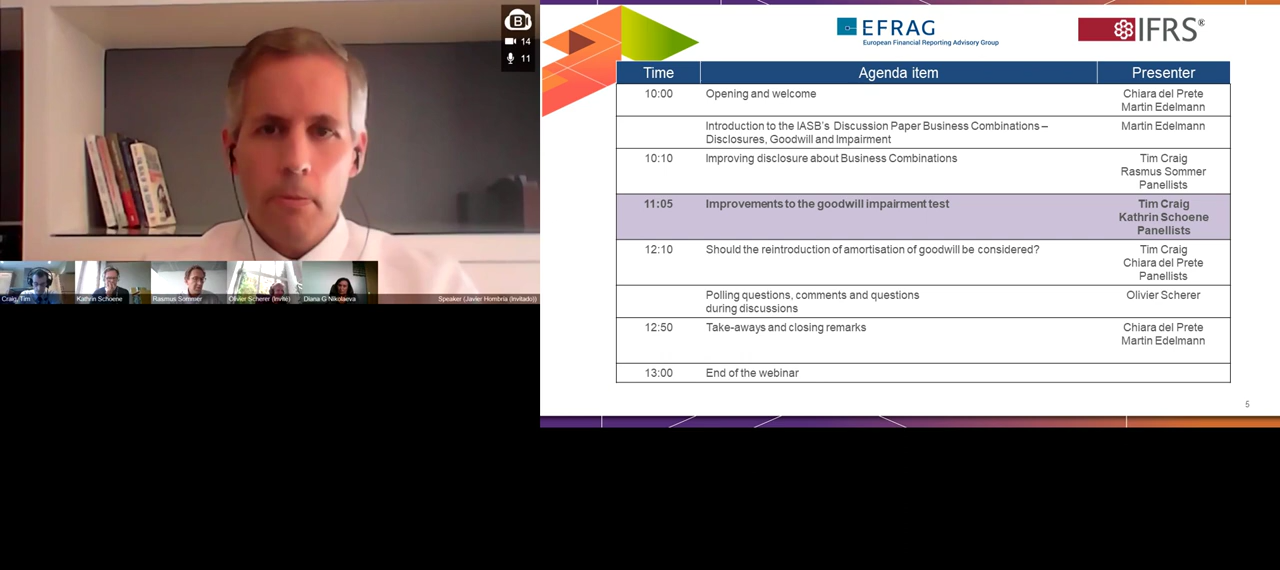 B
14
11
Craig, Tim
Kathrin Schoene
Rasmus Sommer
Olivier Scherer (Invité)
Diana G Nikolaeva
Speaker (Javier Hombria (Invitado))
EFRAG
European Financial Reporting Advisory Group
IFRS®
Time Agenda item Presenter
10:00 Opening and welcome Chiara del Prete
Martin Edelmann
Introduction to the IASB's Discussion Paper Business Combinations – Martin Edelmann
Disclosures, Goodwill and Impairment
10:10 Improving disclosure about Business Combinations Tim Craig
Rasmus Sommer
Panellists
11:05 Improvements to the goodwill impairment test Tim Craig
Kathrin Schoene
Panellists
12:10 Should the reintroduction of amortisation of goodwill be considered? Tim Craig
Chiara del Prete
Panellists
Polling questions, comments and questions Olivier Scherer
during discussions
12:50 Take-aways and closing remarks Chiara del Prete
Martin Edelmann
13:00 End of the webinar
5